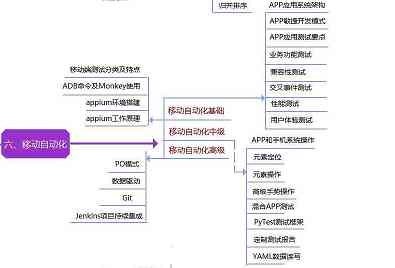 归并排序
APP应用系统架构
APP敏捷开发模式
APP应用测试要点
业务功能测试
兼容性测试
交叉事件测试
性能测试
用户体验测试
移动端测试分类及特点
ADB命令及Monkey使用
appium环境搭建
appium工作原理
移动自动化基础
六、移动自动化
移动自动化中级
移动自动化高级
APP和手机系统操作
元素定位
元素操作
高级手势操作
混合APP测试
PyTest测试框架
定制测试报告
YAML数据读写
PO模式
数据驱动
Git
Jenkins项目持续集成